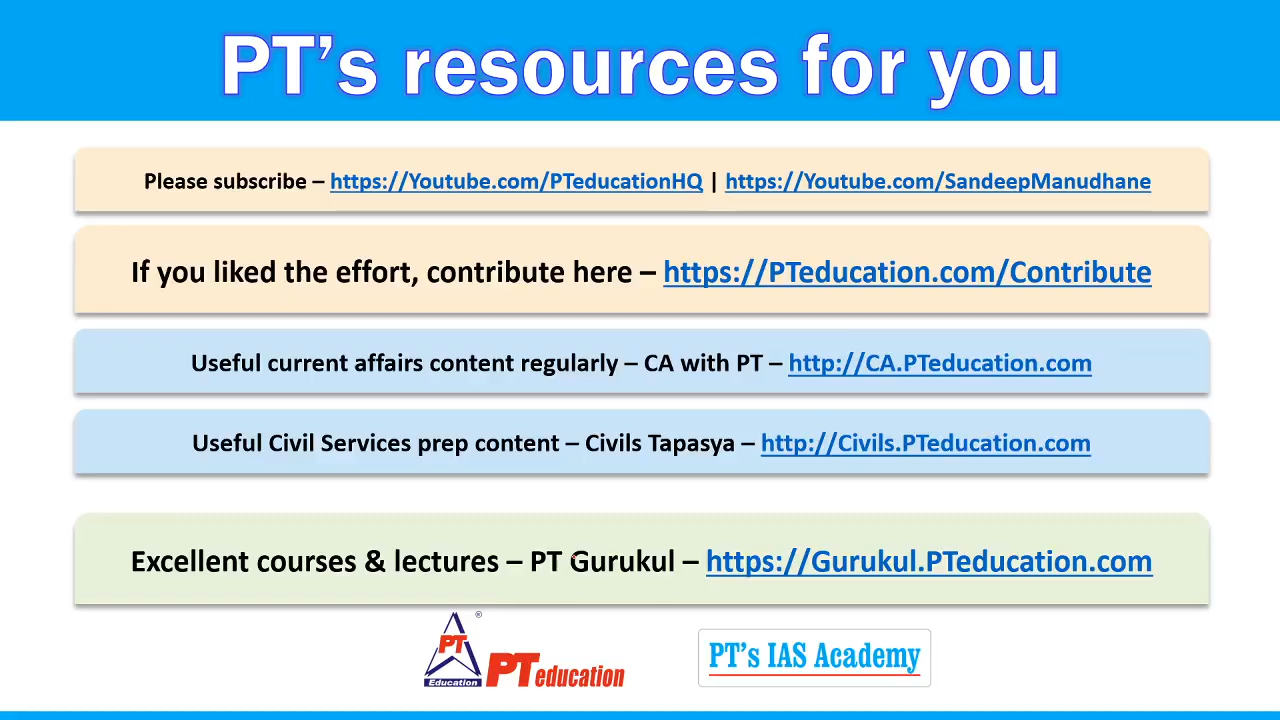 PT's resources for you
Please subscribe – https://Youtube.com/PTeducationHQ | https://Youtube.com/SandeepManudhane
If you liked the effort, contribute here – https://PTeducation.com/Contribute
Useful current affairs content regularly – CA with PT – http://CA.PTeducation.com
Useful Civil Services prep content – Civils Tapasya – http://Civils.PTeducation.com
Excellent courses & lectures – PT Gurukul – https://Gurukul.PTeducation.com
PT ®
Education
PTeducation
PT's IAS Academy